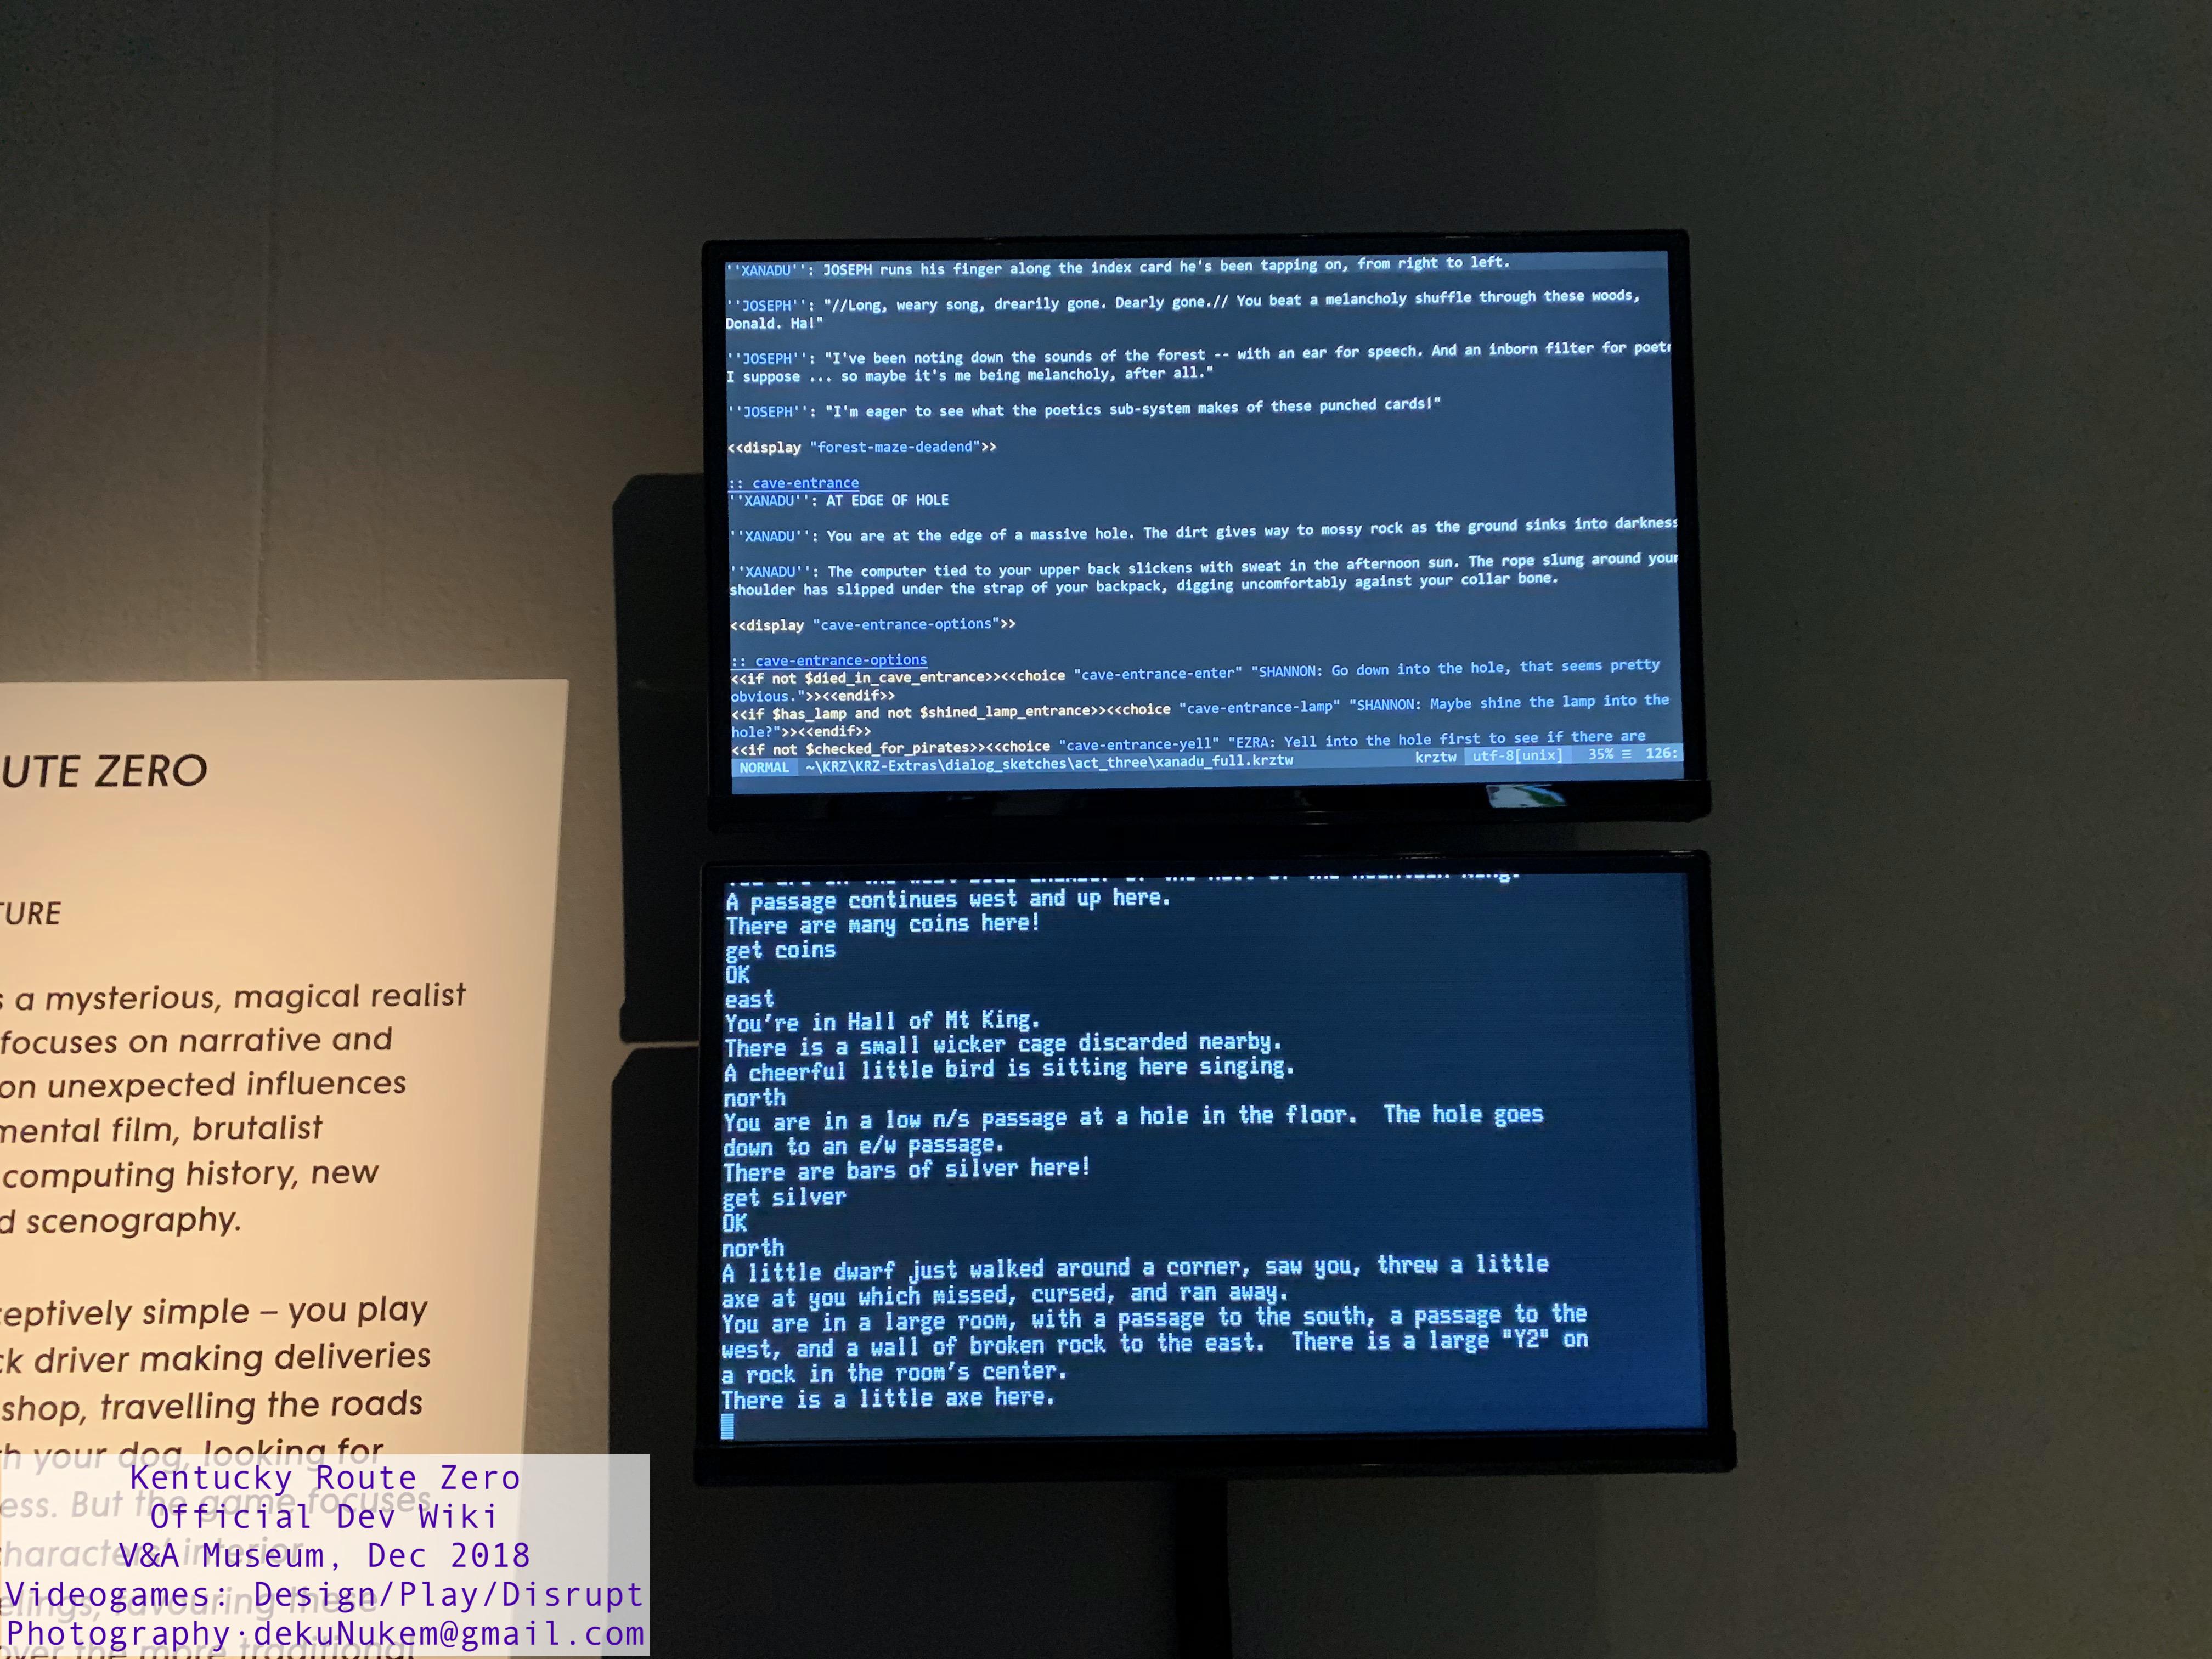 ''XANADU'': JOSEPH runs his finger along the index card he's been tapping on, from right to left.
''JOSEPH'': "//Long, weary song, drearily gone. Dearly gone.// You beat a melancholy shuffle through these woods,
Donald. Ha!"
''JOSEPH'': "I've been noting down the sounds of the forest -- with an ear for speech. And an inborn filter for poetr
I suppose ... so maybe it's me being melancholy, after all."
''JOSEPH'': "I'm eager to see what the poetics sub-system makes of these punched cards!"
<<display "forest-maze-deadend">>
:: cave-entrance
''XANADU'': AT EDGE OF HOLE
''XANADU'': You are at the edge of a massive hole. The dirt gives way to mossy rock as the ground sinks into darkness
''XANADU'': The computer tied to your upper back slickens with sweat in the afternoon sun. The rope slung around your
shoulder has slipped under the strap of your backpack, digging uncomfortably against your collar bone.
<<display "cave-entrance-options">>
:: cave-entrance-options
<<if not $died_in_cave_entrance>><<choice "cave-entrance-enter" "SHANNON: Go down into the hole, that seems pretty
obvious.">><<endif>>
<<if $has_lamp and not $shined_lamp_entrance>><<choice "cave-entrance-lamp" "SHANNON: Maybe shine the lamp into the
hole?">><<endif>>
<<if not $checked_for_pirates>><<choice "cave-entrance-yell" "EZRA: Yell into the hole first to see if there are
NORMAL ~\KRZ\KRZ-Extras\dialog_sketches\act_three\xanadu_full.krztw krztw utf-8[unix] 35% ≡ 126:
A passage continues west and up here.
There are many coins here!
get coins
OK
east
You're in Hall of Mt King.
There is a small wicker cage discarded nearby.
A cheerful little bird is sitting here singing.
north
You are in a low n/s passage at a hole in the floor.  The hole goes
down to an e/w passage.
There are bars of silver here!
get silver
OK
north
A little dwarf just walked around a corner, saw you, threw a little
axe at you which missed, cursed, and ran away.
You are in a large room, with a passage to the south, a passage to the
west, and a wall of broken rock to the east.  There is a large "Y2" on
a rock in the room's center.
There is a little axe here.
UTE ZERO
TURE
s a mysterious, magical realist
focuses on narrative and
on unexpected influences
mental film, brutalist
computing history, new
d scenography.
ceptively simple – you play
ck driver making deliveries
shop, travelling the roads
h your dog, looking for
ess. But the game focuses
Kentucky Route Zero
Official Dev Wiki
V&A Museum, Dec 2018
Videogames: Design/Play/Disrupt
Photography·dekuNukem@gmail.com